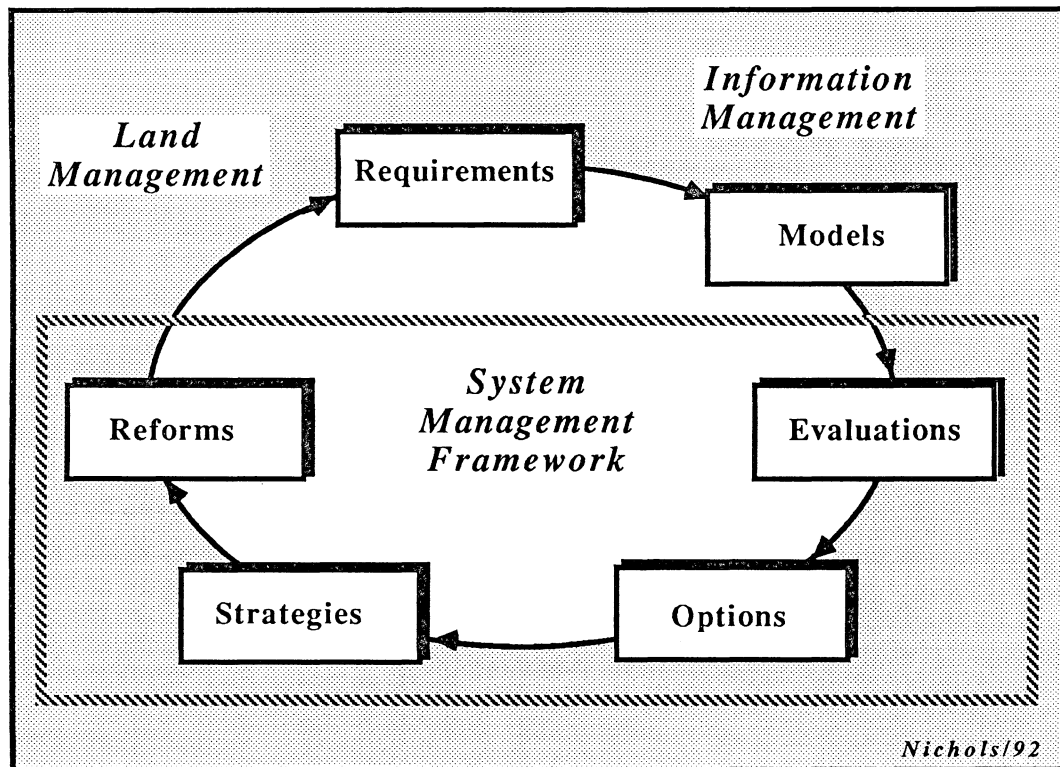 Information
Management
Land
Management
Requirements
Models
System
Management
Framework
Reforms
Evaluations
Strategies
Options
Nichols/92